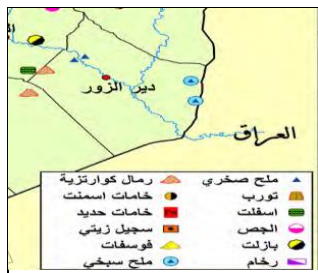 دير الزور
العراق
ملح صخري
رمال كوارتزية
تورب
خامات اسمنت
اسفلت
خامات حديد
الجص
سجيل زيتي
بازلت
فوسفات
رخام
ملح سبخي